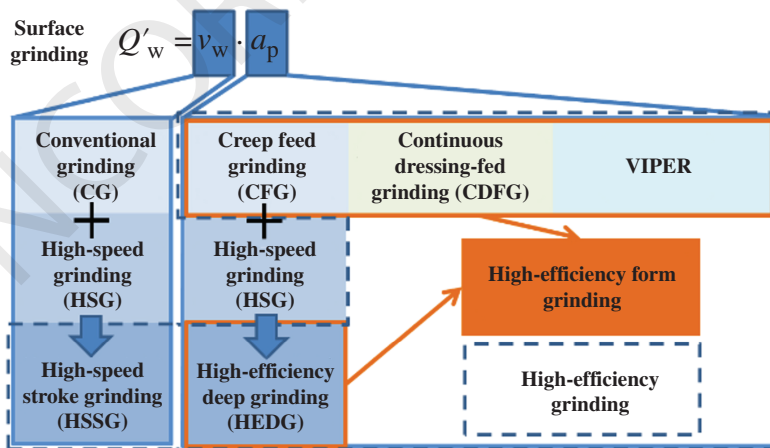 Surface
grinding
Q′w = vw · ap
Conventional
grinding
(CG)
Creep feed
grinding
(CFG)
Continuous
dressing-fed
grinding (CDFG)
VIPER
+
+
High-speed
grinding
(HSG)
High-speed
grinding
(HSG)
High-efficiency form
grinding
High-speed
stroke grinding
(HSSG)
High-efficiency
deep grinding
(HEDG)
High-efficiency
grinding